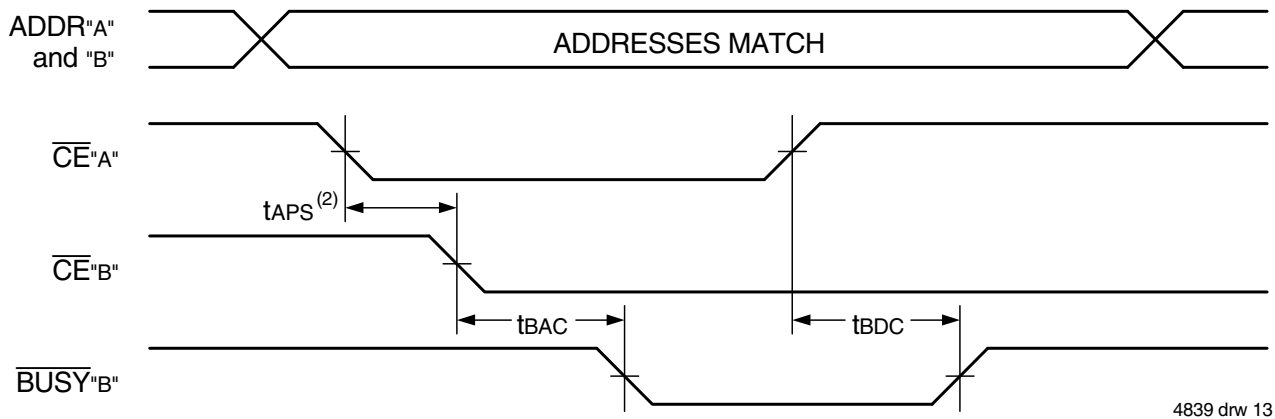 ADDR"A"
and "B"
ADDRESSES MATCH
CE"A"
tAPS(2)
CE"B"
tBAC
tBDC
BUSY"B"
4839 drw 13